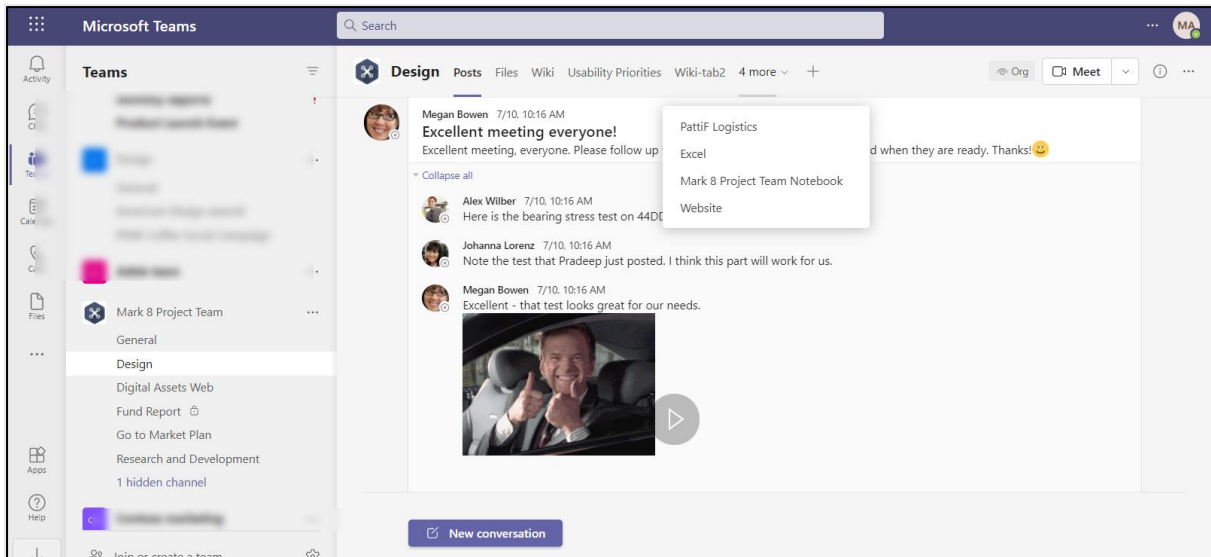 Microsoft Teams
Search
MA
Activity
Teams
Design Posts Files Wiki Usability Priorities Wiki-tab2 4 more
Org
Meet
Megan Bowen 7/10, 10:16 AM
Excellent meeting everyone!
Excellent meeting, everyone. Please follow up
d when they are ready. Thanks!
PattiF Logistics
Excel
Mark 8 Project Team Notebook
Website
Collapse all
Alex Wilber 7/10, 10:16 AM
Here is the bearing stress test on 44DD
Johanna Lorenz 7/10, 10:16 AM
Note the test that Pradeep just posted. I think this part will work for us.
Megan Bowen 7/10, 10:16 AM
Excellent - that test looks great for our needs.
Files
Mark 8 Project Team
General
Design
Digital Assets Web
Fund Report
Go to Market Plan
Research and Development
1 hidden channel
Apps
Help
Join or create a team
New conversation